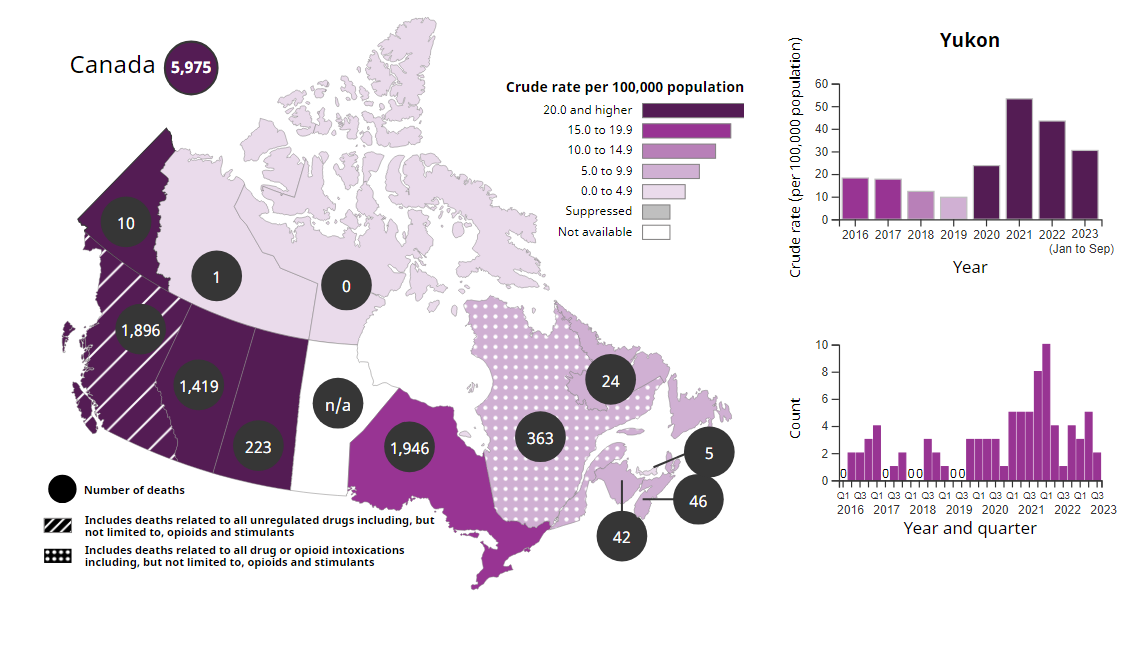 Canada 5,975
Crude rate per 100,000 population
20.0 and higher
15.0 to 19.9
10.0 to 14.9
5.0 to 9.9
0.0 to 4.9
Suppressed
Not available
10
1
0
1,896
1,419
223
n/a
1,946
363
24
5
46
42
Number of deaths
Includes deaths related to all unregulated drugs including, but
not limited to, opioids and stimulants
Includes deaths related to all drug or opioid intoxications
including, but not limited to, opioids and stimulants
Yukon
Crude rate (per 100,000 population)
60
50
40
30
20
10
0
2016 2017 2018 2019 2020 2021 2022 2023
(Jan to Sep)
Year
Count
10
8
6
4
2
0
0 0 0 0 0 0
Q1 Q3 Q1 Q3 Q1 Q3 Q1 Q3 Q1 Q3 Q1 Q3 Q1 Q3 Q1 Q3
2016 2017 2018 2019 2020 2021 2022 2023
Year and quarter